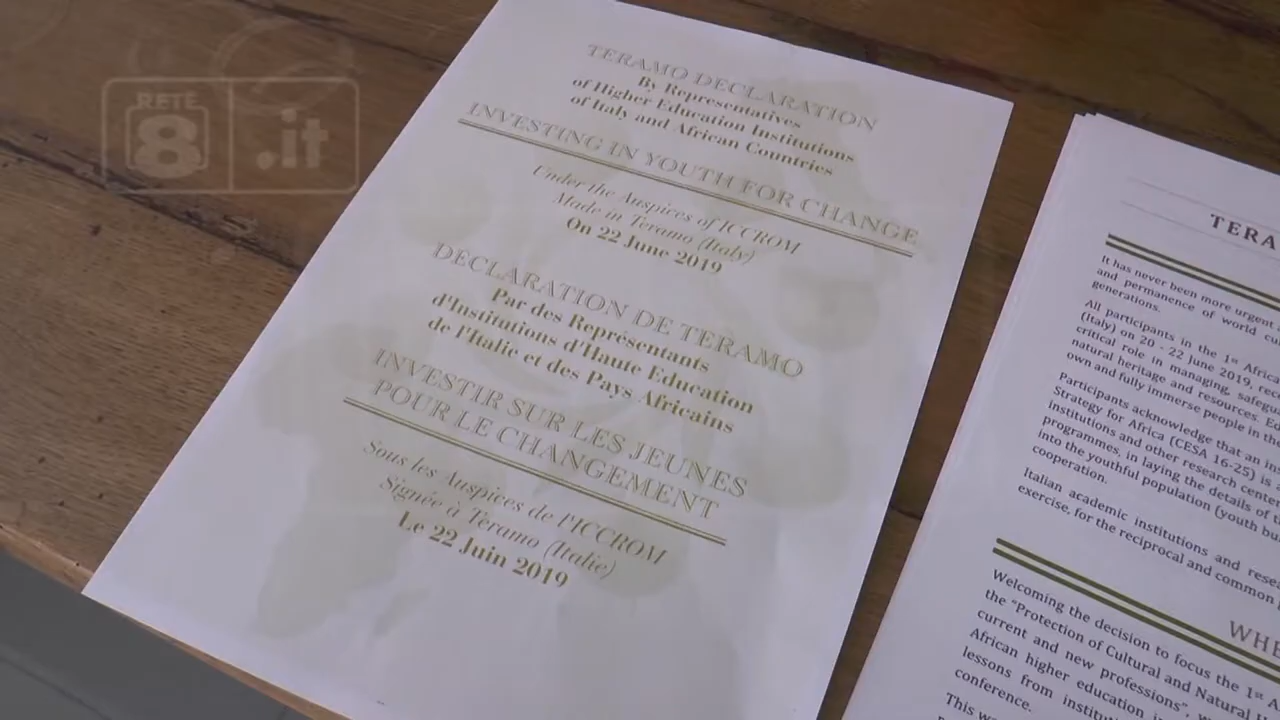 RETE
8
.it
TERAMO DECLARATION
By Representatives
of Higher Education Institutions
of Italy and African Countries
INVESTING IN YOUTH FOR CHANGE
Under the Auspices of ICCROM
Made in Teramo (Italy)
On 22 June 2019
DECLARATION DE TERAMO
Par des Représentants
d'Institutions d'Haute Education
de l'Italie et des Pays Africains
INVESTIR SUR LES JEUNES
POUR LE CHANGEMENT
Sous les Auspices de l'ICCROM
Signée à Teramo (Italie)
Le 22 Juin 2019
TERA
It has never been more urgent
and permanence of world cu
generations.
All participants in the 1st Africa
(Italy) on 20 - 22 June 2019, rec
critical role in managing, safegu
natural heritage and resources. Ed
own and fully immerse people in the
Participants acknowledge that an in
Strategy for Africa (CESA 16-25) is
institutions and other research center
programmes, in laying the details of t
into the youthful population (youth bu
cooperation.
Italian academic institutions and rese
exercise, for the reciprocal and common
WHE
Welcoming the decision to focus the 1st A
the "Protection of Cultural and Natural H
current and new professions", w
African higher education i
lessons from institut
conference.
This wa